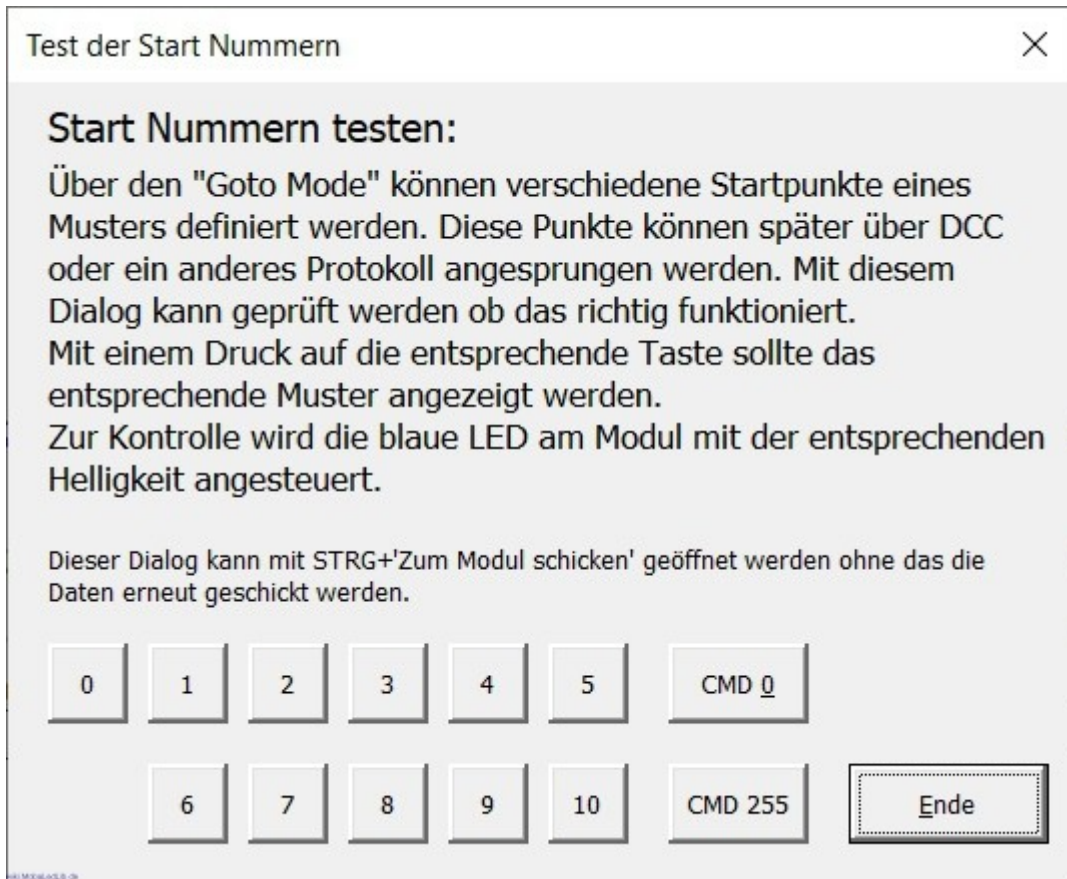 Test der Start Nummern
Start Nummern testen:
Über den "Goto Mode" können verschiedene Startpunkte eines
Musters definiert werden. Diese Punkte können später über DCC
oder ein anderes Protokoll angesprungen werden. Mit diesem
Dialog kann geprüft werden ob das richtig funktioniert.
Mit einem Druck auf die entsprechende Taste sollte das
entsprechende Muster angezeigt werden.
Zur Kontrolle wird die blaue LED am Modul mit der entsprechenden
Helligkeit angesteuert.
Dieser Dialog kann mit STRG+'Zum Modul schicken' geöffnet werden ohne das die
Daten erneut geschickt werden.
0 1 2 3 4 5 CMD 0
6 7 8 9 10 CMD 255 Ende